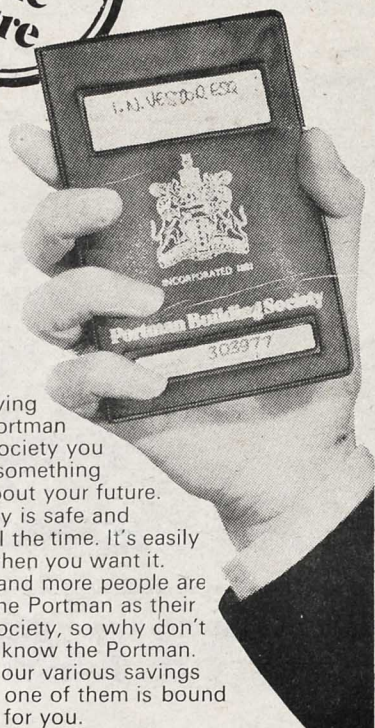 tre
I. N. VESTOR ESQ
INCORPORATED 1881
Portman Building Society
303977
ving
ortman
ociety you
something
bout your future.
y is safe and
l the time. It's easily
hen you want it.
and more people are
he Portman as their
ociety, so why don't
know the Portman.
our various savings
one of them is bound
for you.